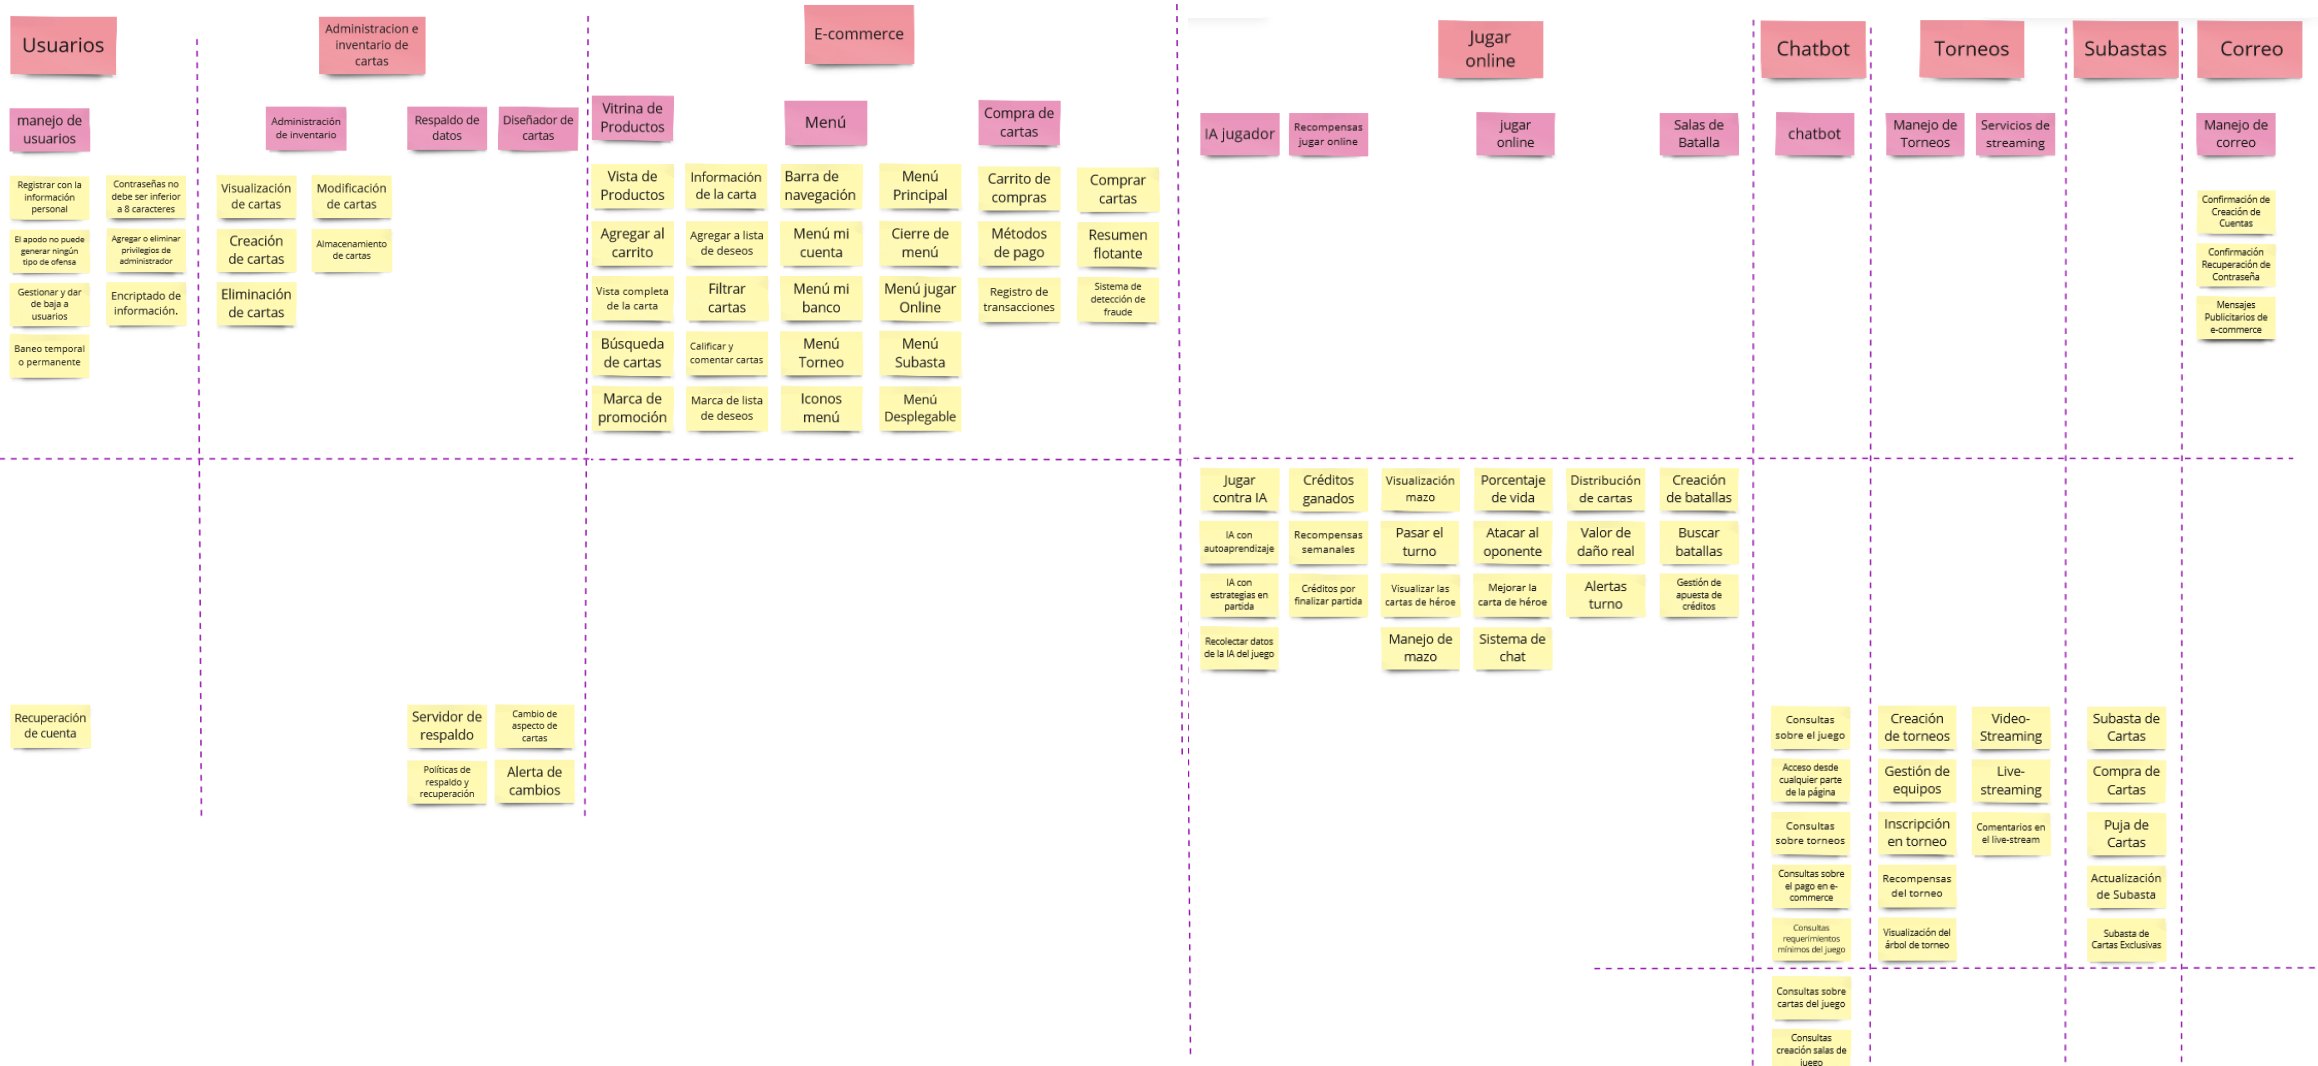 Usuarios
Administracion e
inventario de
cartas
E-commerce
Jugar
online
Chatbot
Torneos
Subastas
Correo
manejo de
usuarios
Administración
de inventario
Respaldo de
datos
Diseñador de
cartas
Vitrina de
Productos
Menú
Compra de
cartas
IA jugador
Recompensas
jugar online
jugar
online
Salas de
Batalla
chatbot
Manejo de
Torneos
Servicios de
streaming
Manejo de
correo
Registrar con la
información
personal
Contraseñas no
debe ser inferior
a 8 caracteres
El apodo no puede
generar ningún
tipo de ofensa
Agregar o eliminar
privilegios de
administrador
Gestionar y dar
de baja a
usuarios
Encriptado de
información.
Baneo temporal
o permanente
Visualización
de cartas
Modificación
de cartas
Creación
de cartas
Almacenamiento
de cartas
Eliminación
de cartas
Vista de
Productos
Información
de la carta
Barra de
navegación
Menú
Principal
Carrito de
compras
Comprar
cartas
Agregar al
carrito
Agregar a lista
de deseos
Menú mi
cuenta
Cierre de
menú
Métodos
de pago
Resumen
flotante
Vista completa
de la carta
Filtrar
cartas
Menú mi
banco
Menú jugar
Online
Registro de
transacciones
Sistema de
detección de
fraude
Búsqueda
de cartas
Calificar y
comentar cartas
Menú
Torneo
Menú
Subasta
Marca de
promoción
Marca de lista
de deseos
Iconos
menú
Menú
Desplegable
Confirmación de
Creación de
Cuentas
Confirmación
Recuperación de
Contraseña
Mensajes
Publicitarios de
e-commerce
Jugar
contra IA
Créditos
ganados
Visualización
mazo
Porcentaje
de vida
Distribución
de cartas
Creación
de batallas
IA con
autoaprendizaje
Recompensas
semanales
Pasar el
turno
Atacar al
oponente
Valor de
daño real
Buscar
batallas
IA con
estrategias en
partida
Créditos por
finalizar partida
Visualizar las
cartas de héroe
Mejorar la
carta de héroe
Alertas
turno
Gestión de
apuesta de
créditos
Recolectar datos
de la IA del juego
Manejo de
mazo
Sistema de
chat
Recuperación
de cuenta
Servidor de
respaldo
Cambio de
aspecto de
cartas
Políticas de
respaldo y
recuperación
Alerta de
cambios
Consultas
sobre el juego
Creación
de torneos
Video-
Streaming
Subasta de
Cartas
Acceso desde
cualquier parte
de la página
Gestión de
equipos
Live-
streaming
Compra de
Cartas
Consultas
sobre torneos
Inscripción
en torneo
Comentarios en
el live-stream
Puja de
Cartas
Consultas sobre
el pago en e-
commerce
Recompensas
del torneo
Actualización
de Subasta
Consultas
requerimientos
mínimos del juego
Visualización del
árbol de torneo
Subasta de
Cartas Exclusivas
Consultas sobre
cartas del juego
Consultas
creación salas de
juego